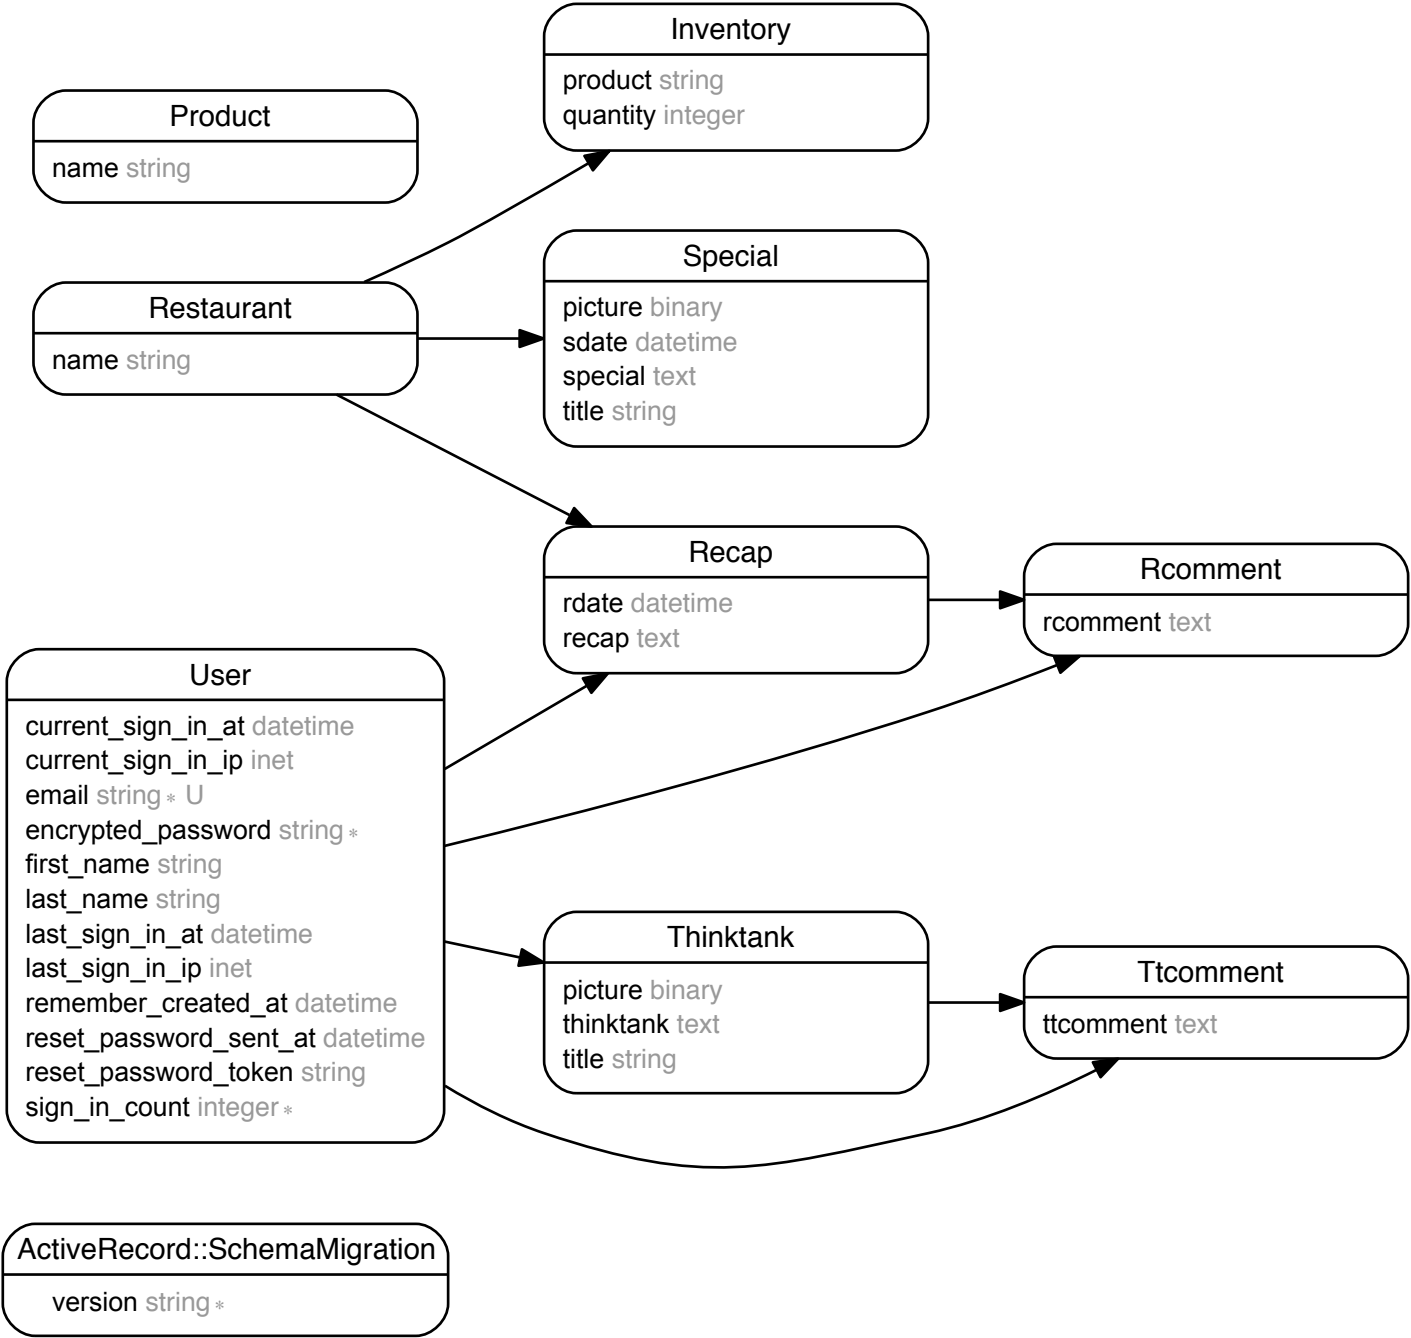 Inventory
product string
quantity integer
Product
name string
Special
picture binary
sdate datetime
special text
title string
Restaurant
name string
Recap
rdate datetime
recap text
Rcomment
rcomment text
User
current_sign_in_at datetime
current_sign_in_ip inet
email string * U
encrypted_password string *
first_name string
last_name string
last_sign_in_at datetime
last_sign_in_ip inet
remember_created_at datetime
reset_password_sent_at datetime
reset_password_token string
sign_in_count integer *
Thinktank
picture binary
thinktank text
title string
Ttcomment
ttcomment text
ActiveRecord::SchemaMigration
version string *